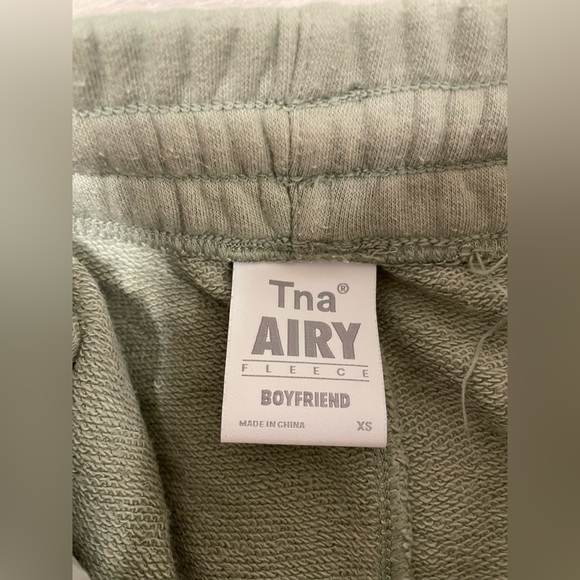 Tna®
AIRY
FLEECE
BOYFRIEND
MADE IN CHINA XS